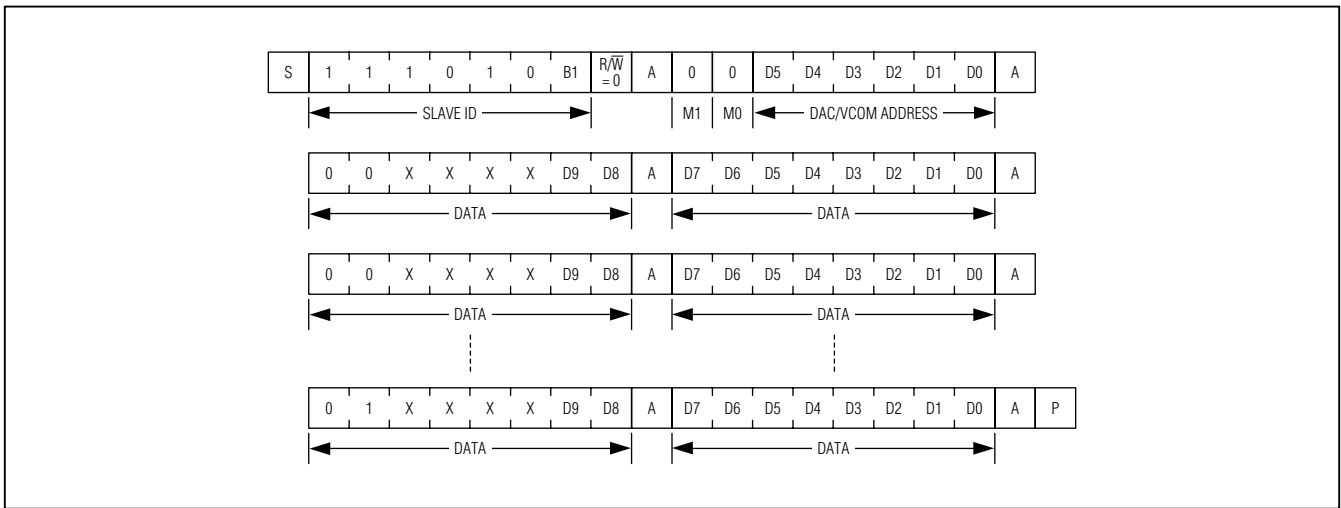 S 1 1 1 0 1 0 B1 R/W̅ = 0 A 0 0 D5 D4 D3 D2 D1 D0 A
SLAVE ID M1 M0 DAC/VCOM ADDRESS
0 0 X X X X D9 D8 A D7 D6 D5 D4 D3 D2 D1 D0 A
DATA DATA
0 0 X X X X D9 D8 A D7 D6 D5 D4 D3 D2 D1 D0 A
DATA DATA
0 1 X X X X D9 D8 A D7 D6 D5 D4 D3 D2 D1 D0 A P
DATA DATA